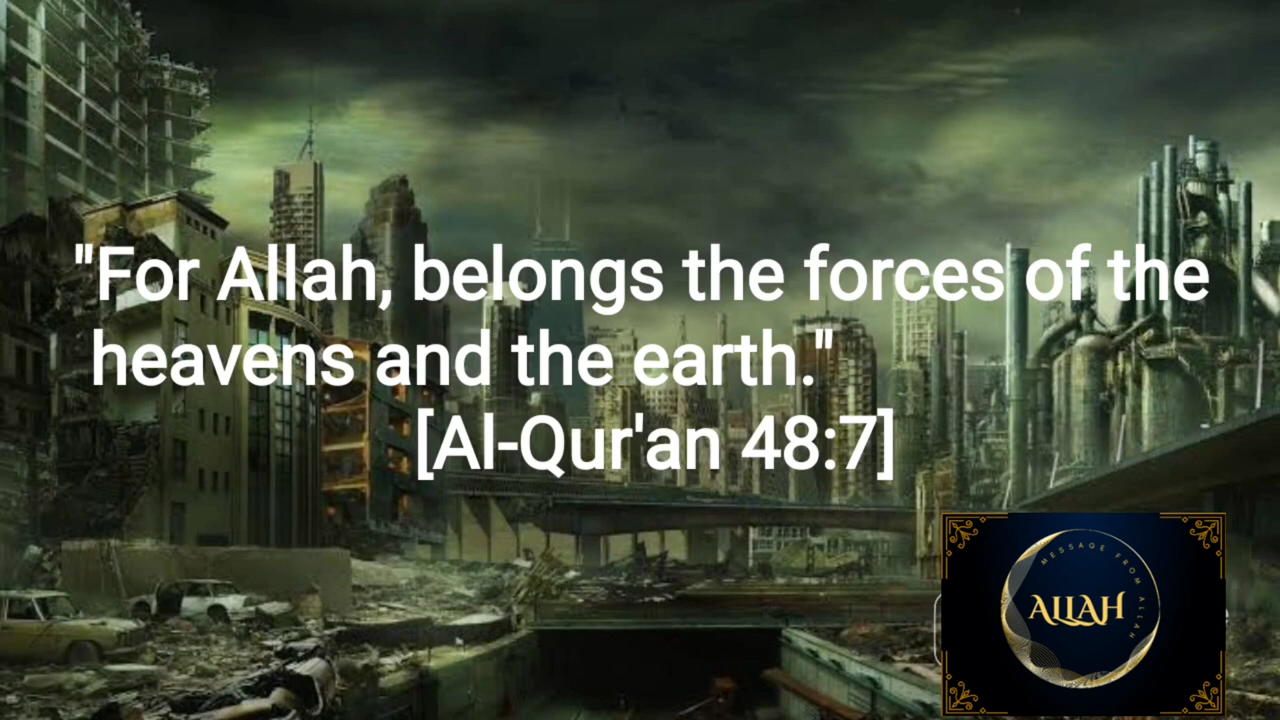 "For Allah, belongs the forces of the
heavens and the earth."
[Al-Qur'an 48:7]
MESSAGE FROM ALLAH
ALLAH